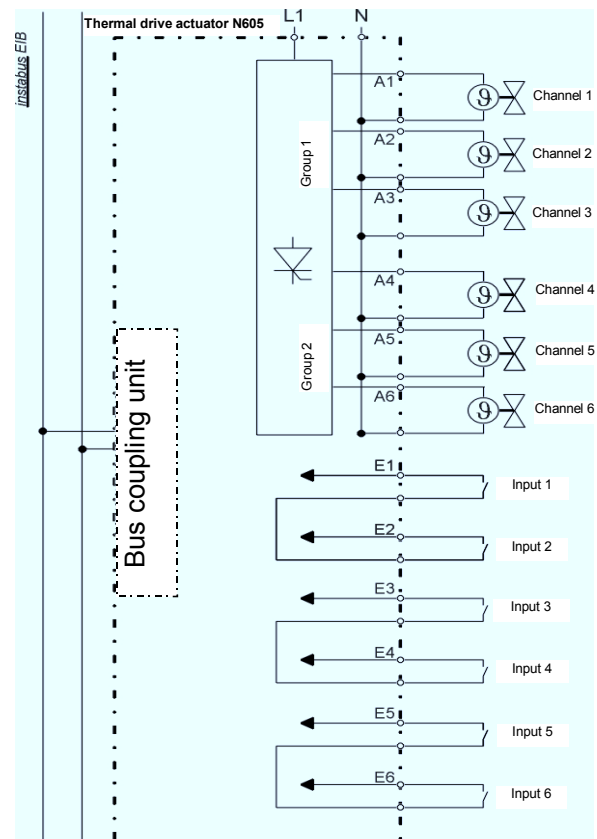 Thermal drive actuator N605
L1
N
instabus EIB
Group 1
Group 2
A1
Channel 1
A2
Channel 2
A3
Channel 3
A4
Channel 4
A5
Channel 5
A6
Channel 6
Bus coupling unit
E1
Input 1
E2
Input 2
E3
Input 3
E4
Input 4
E5
Input 5
E6
Input 6